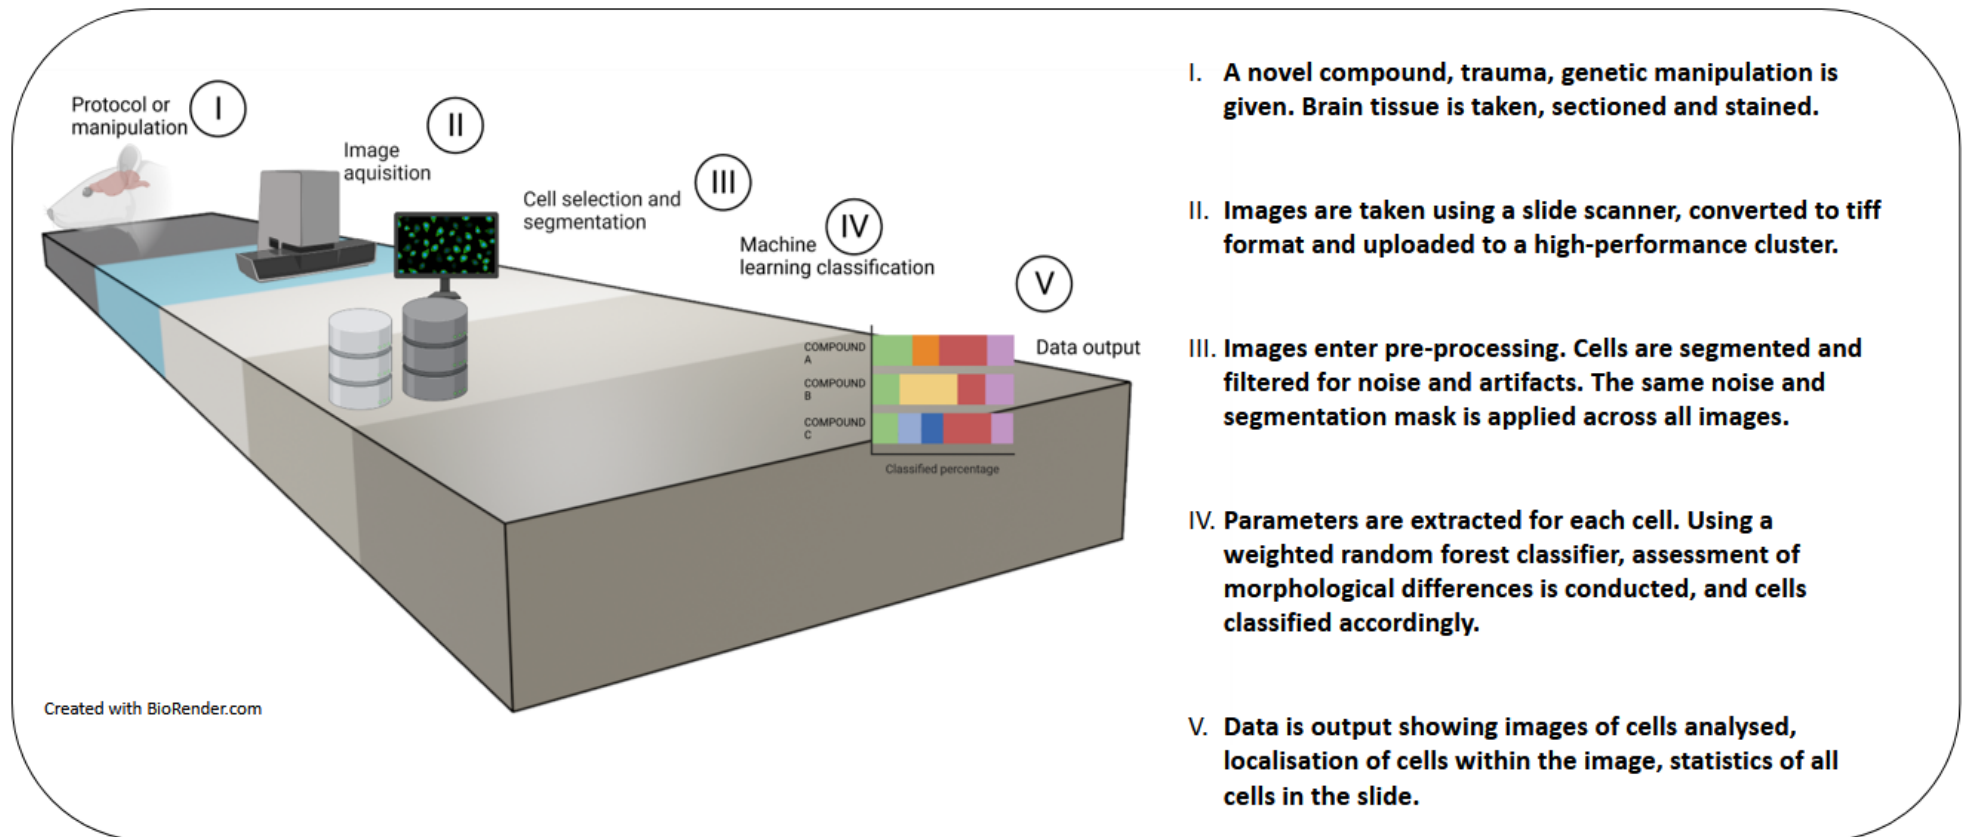 Protocol or
manipulation
I
II
Image
aquisition
III
Cell selection and
segmentation
IV
Machine
learning classification
V
Data output
COMPOUND
A
COMPOUND
B
COMPOUND
C
Classified percentage
Created with BioRender.com
I. A novel compound, trauma, genetic manipulation is
given. Brain tissue is taken, sectioned and stained.
II. Images are taken using a slide scanner, converted to tiff
format and uploaded to a high-performance cluster.
III. Images enter pre-processing. Cells are segmented and
filtered for noise and artifacts. The same noise and
segmentation mask is applied across all images.
IV. Parameters are extracted for each cell. Using a
weighted random forest classifier, assessment of
morphological differences is conducted, and cells
classified accordingly.
V. Data is output showing images of cells analysed,
localisation of cells within the image, statistics of all
cells in the slide.